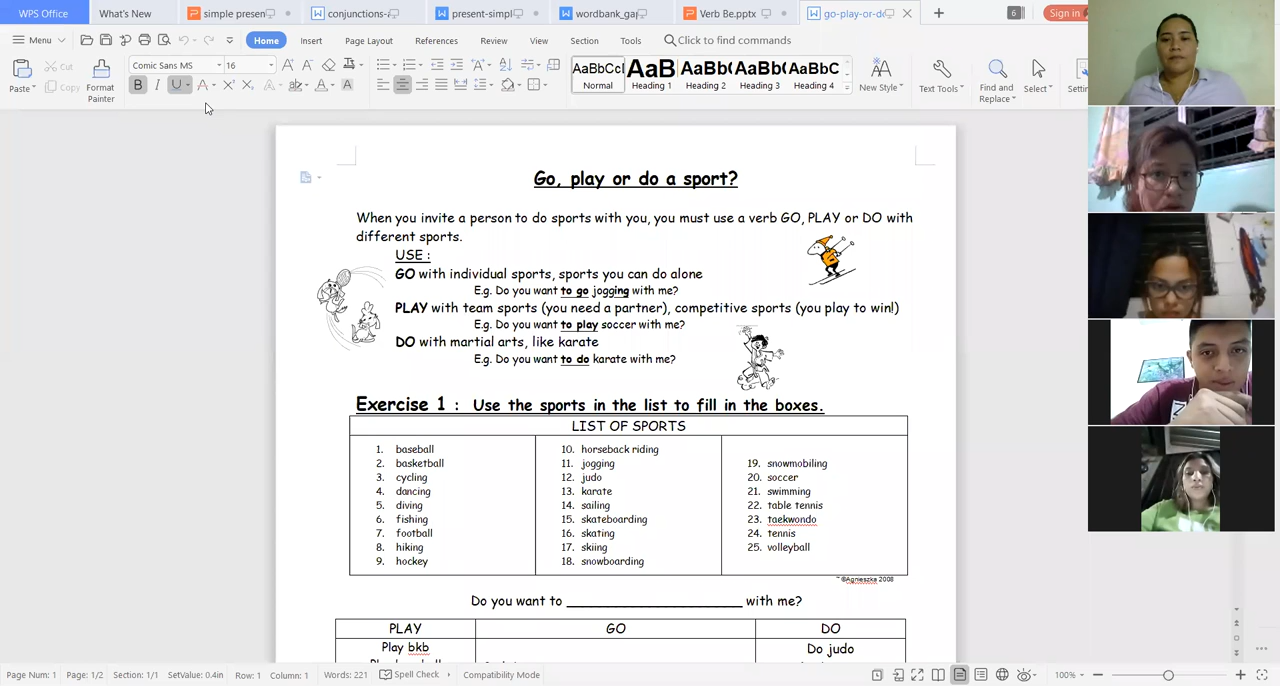 WPS Office
What's New
simple presen
conjunctions-
present-simpl
wordbank_gap
Verb Be.pptx
go-play-or-do
6
Sign in
Menu
Home
Insert
Page Layout
References
Review
View
Section
Tools
Click to find commands
Paste
Cut
Copy
Format Painter
Comic Sans MS
16
AaBbCcI
Normal
AaB
Heading 1
AaBb(
Heading 2
AaBb(
Heading 3
AaBbC
Heading 4
New Style
Text Tools
Find and Replace
Select
Settin
Go, play or do a sport?
When you invite a person to do sports with you, you must use a verb GO, PLAY or DO with
different sports.
USE :
GO with individual sports, sports you can do alone
E.g. Do you want to go jogging with me?
PLAY with team sports (you need a partner), competitive sports (you play to win!)
E.g. Do you want to play soccer with me?
DO with martial arts, like karate
E.g. Do you want to do karate with me?
Exercise 1 : Use the sports in the list to fill in the boxes.
LIST OF SPORTS
1. baseball
2. basketball
3. cycling
4. dancing
5. diving
6. fishing
7. football
8. hiking
9. hockey
10. horseback riding
11. jogging
12. judo
13. karate
14. sailing
15. skateboarding
16. skating
17. skiing
18. snowboarding
19. snowmobiling
20. soccer
21. swimming
22. table tennis
23. taekwondo
24. tennis
25. volleyball
©Agnieszka 2008
Do you want to ______________________ with me?
PLAY GO DO
Play bkb
Do judo
Page Num: 1 Page: 1/2 Section: 1/1 SetValue: 0.4in Row: 1 Column: 1 Words: 221 Spell Check Compatibility Mode 100%